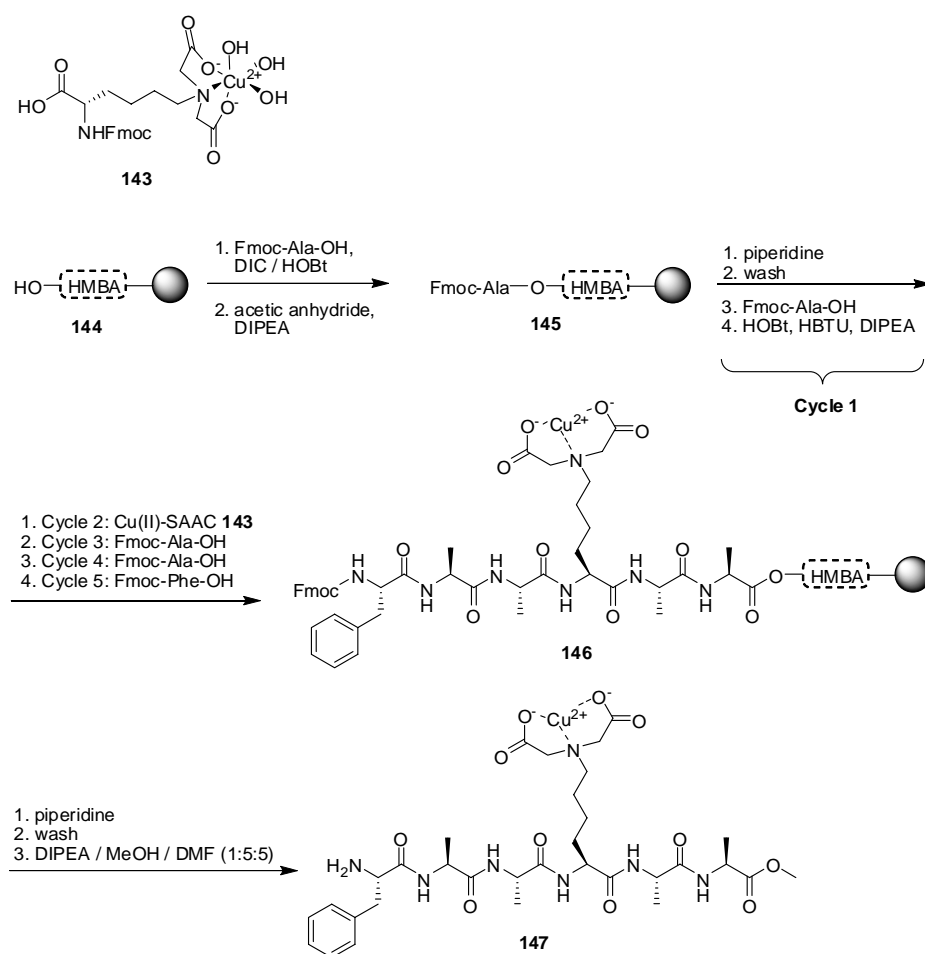 O
HO
NHFmoc
O
O-
OH
Cu2+
OH
OH
N
O-
O
143
HO
HMBA
144
1. Fmoc-Ala-OH,
DIC / HOBt
2. acetic anhydride,
DIPEA
Fmoc-Ala
O
HMBA
145
1. piperidine
2. wash
3. Fmoc-Ala-OH
4. HOBt, HBTU, DIPEA
Cycle 1
1. Cycle 2: Cu(II)-SAAC 143
2. Cycle 3: Fmoc-Ala-OH
3. Cycle 4: Fmoc-Ala-OH
4. Cycle 5: Fmoc-Phe-OH
O- Cu2+ O-
O N O
H N O H N O H N O
Fmoc N H O N H O N H O O
HMBA
146
1. piperidine
2. wash
3. DIPEA / MeOH / DMF (1:5:5)
O- Cu2+ O-
O N O
H2N O H N O H N O
N H O N H O N H O O
147